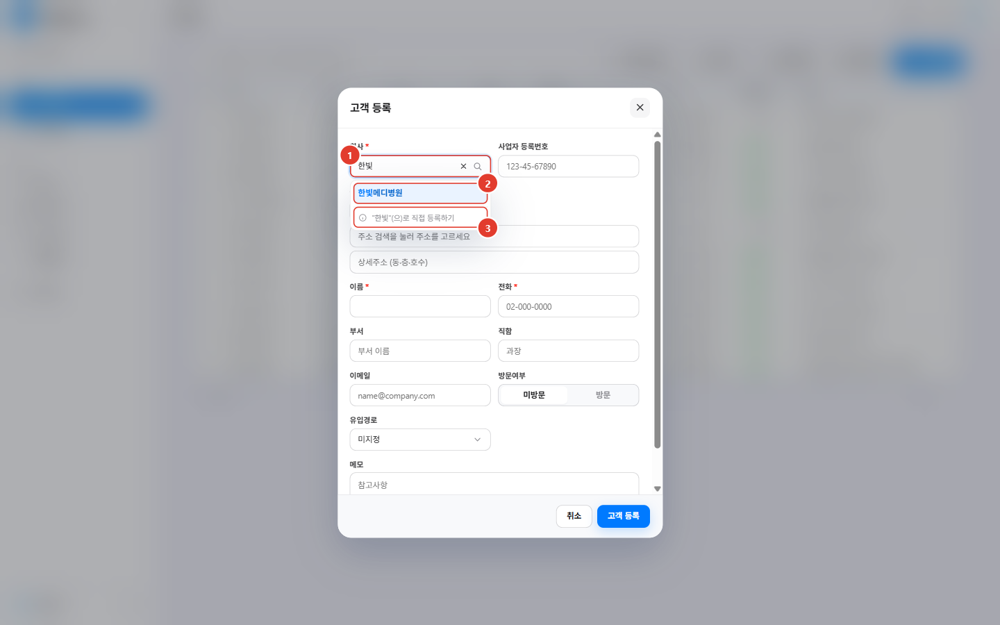 고객 등록
사 *
사업자 등록번호
1
한빛
123-45-67890
2
한빛메디병원
"한빛"(으)로 직접 등록하기
3
주소 검색을 눌러 주소를 고르세요
상세주소 (동·층·호수)
이름 *
전화 *
02-000-0000
부서
직함
부서 이름
과장
이메일
방문여부
name@company.com
미방문
방문
유입경로
미지정
메모
참고사항
취소
고객 등록